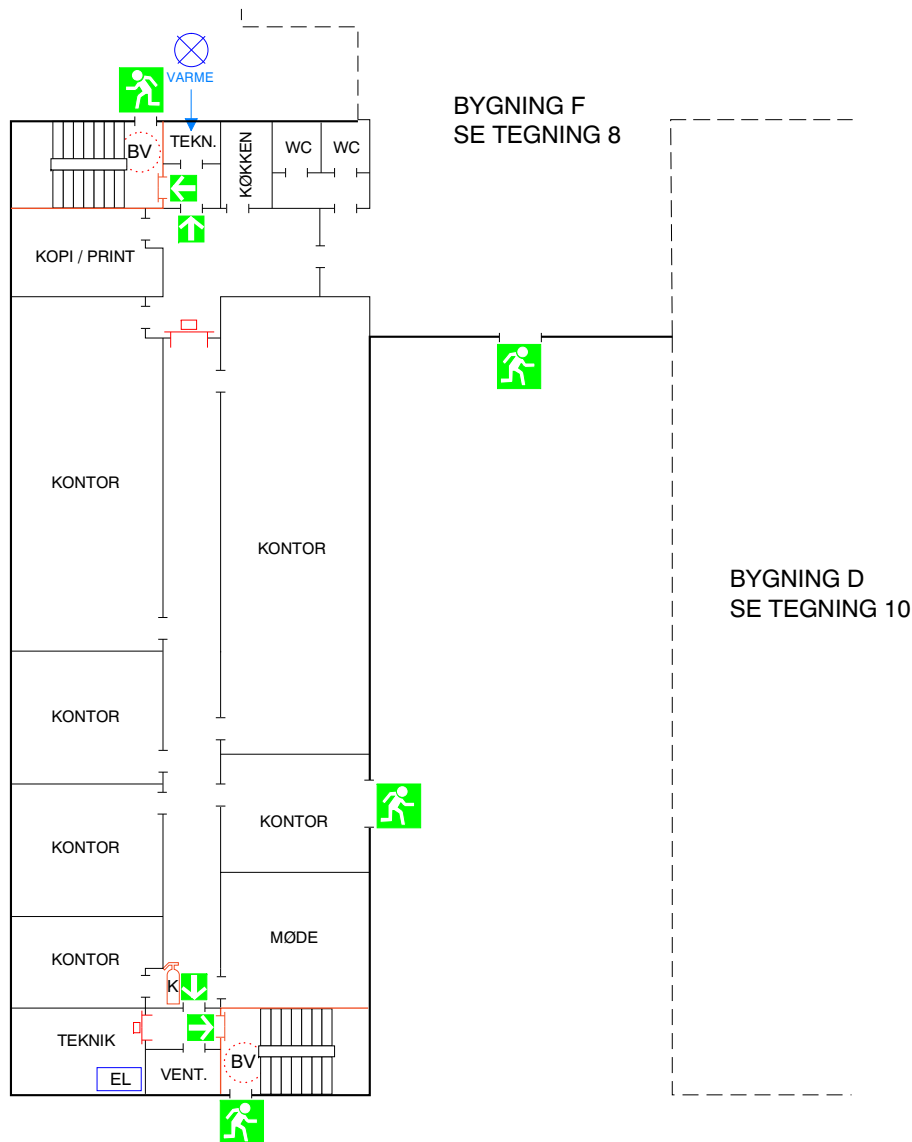 VARME
BYGNING F
SE TEGNING 8
BV
TEKN.
KØKKEN
WC
WC
KOPI / PRINT
KONTOR
KONTOR
BYGNING D
SE TEGNING 10
KONTOR
KONTOR
KONTOR
KONTOR
MØDE
K
TEKNIK
EL
VENT.
BV